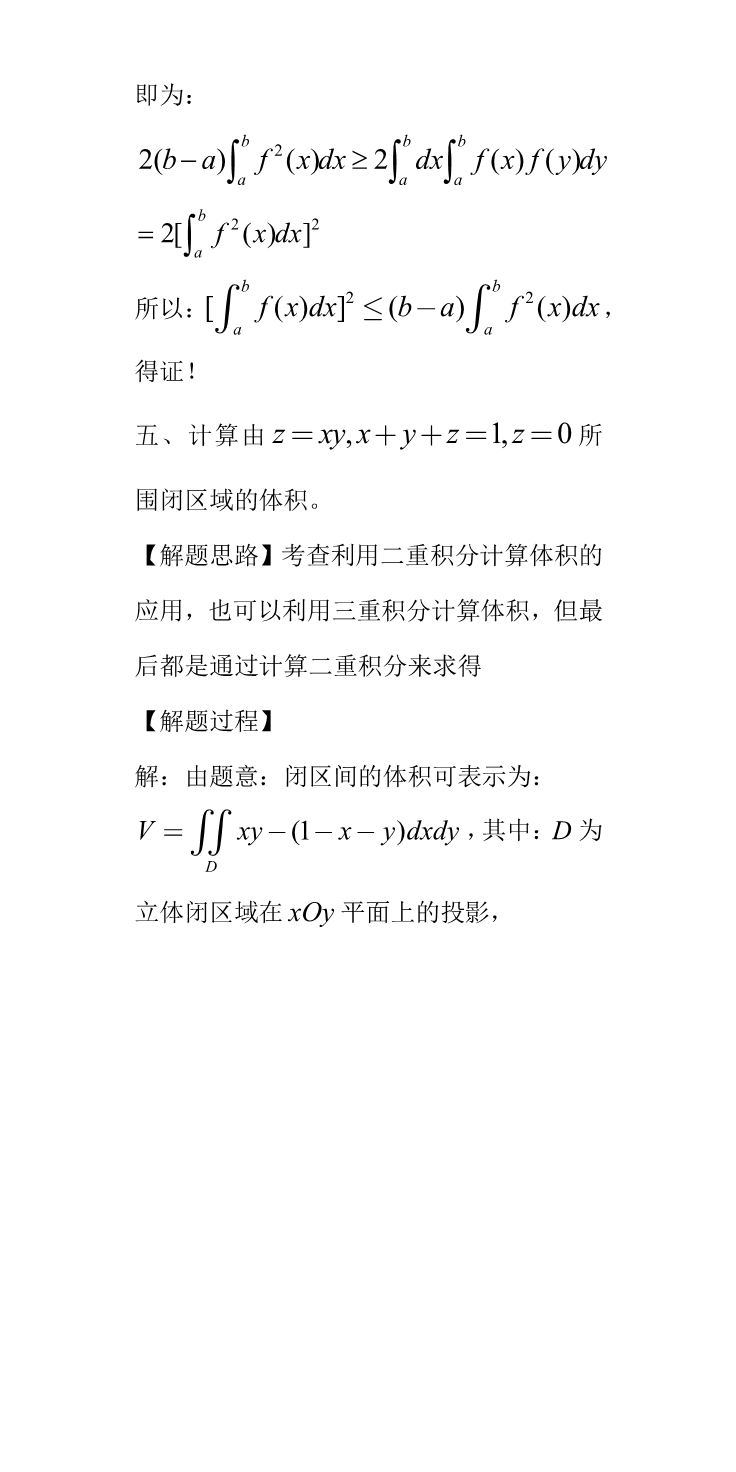 即为：
$2(b-a)\int_a^b f^2(x)dx \geq 2\int_a^b dx\int_a^b f(x)f(y)dy$
$=2[\int_a^b f^2(x)dx]^2$
所以：$[\int_a^b f(x)dx]^2 \leq (b-a)\int_a^b f^2(x)dx$，
得证！
五、计算由 $z=xy, x+y+z=1, z=0$ 所
围闭区域的体积。
【解题思路】考查利用二重积分计算体积的
应用，也可以利用三重积分计算体积，但最
后都是通过计算二重积分来求得
【解题过程】
解：由题意：闭区间的体积可表示为：
$V=\iint_D xy-(1-x-y)dxdy$，其中：$D$ 为
立体闭区域在 $xOy$ 平面上的投影，